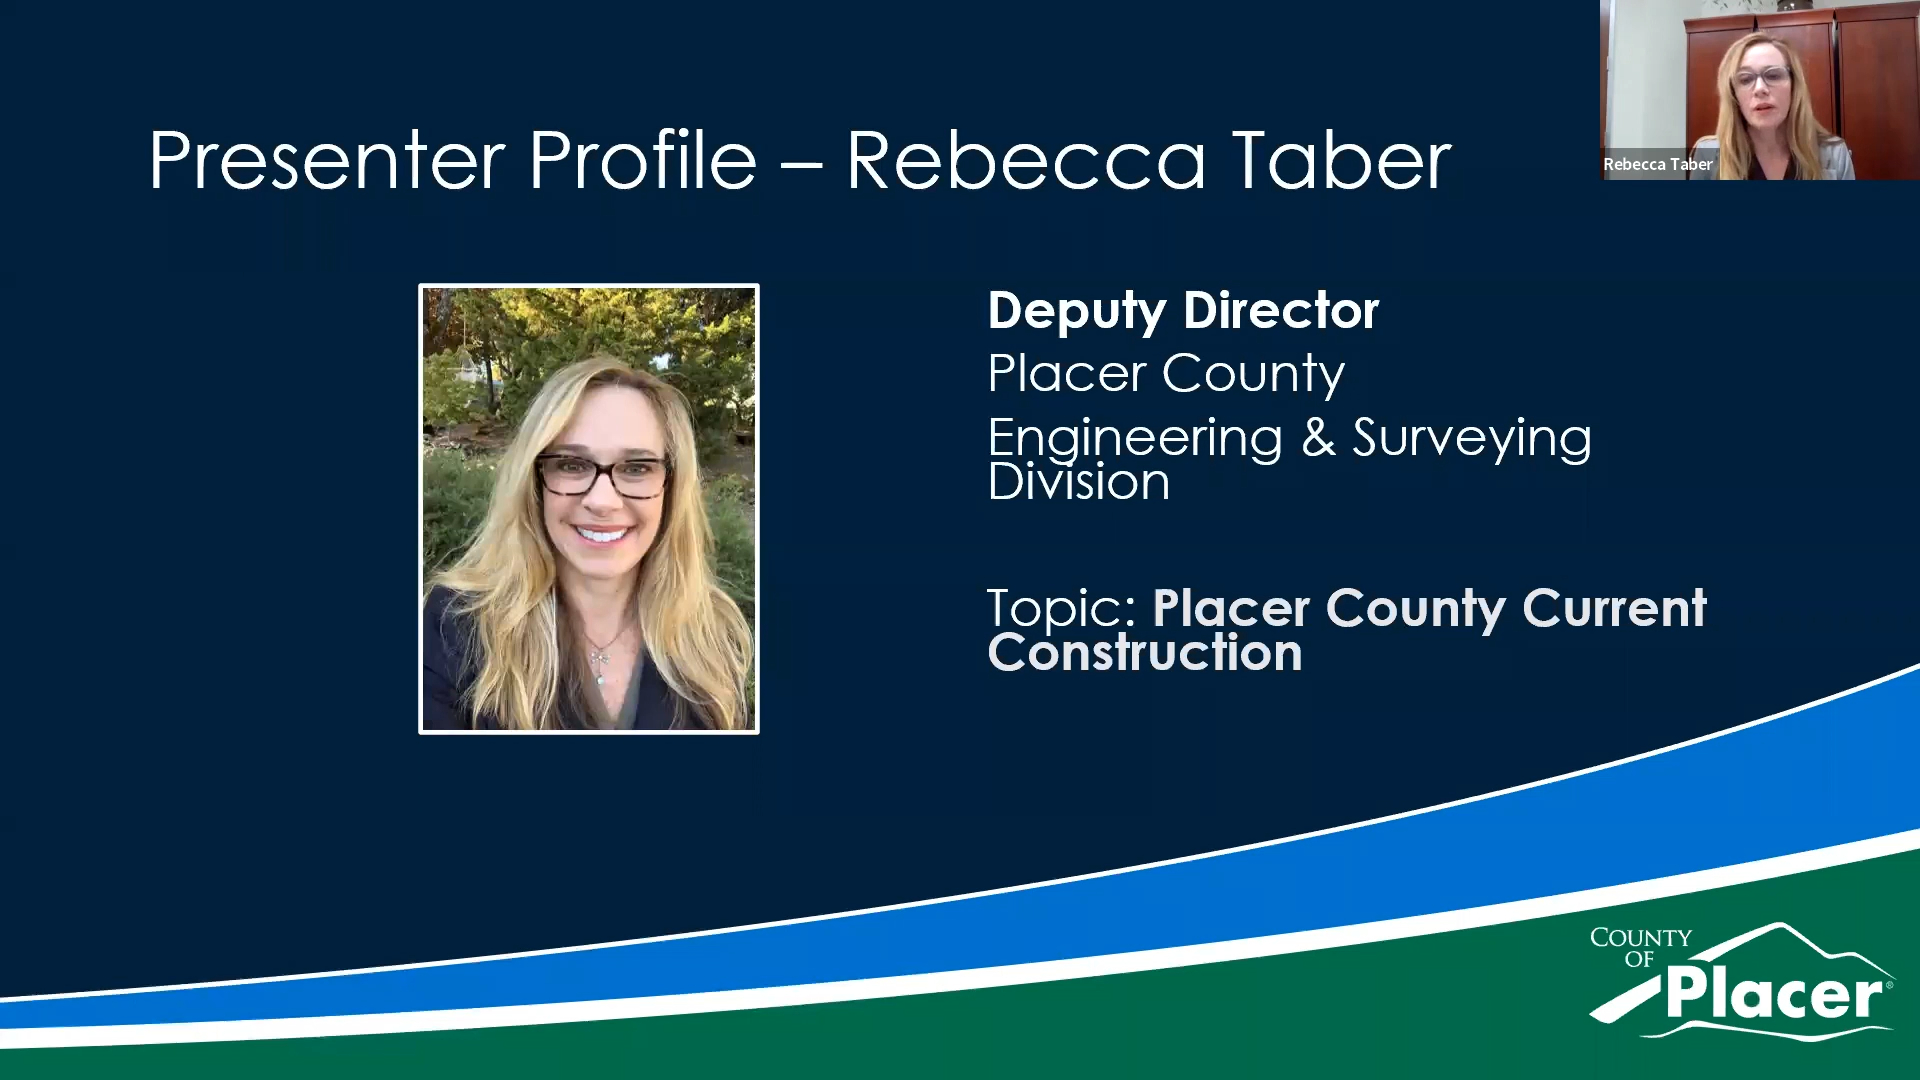 Presenter Profile – Rebecca Taber
Rebecca Taber
Deputy Director
Placer County
Engineering & Surveying
Division
Topic: Placer County Current
Construction
COUNTY
OF
Placer®